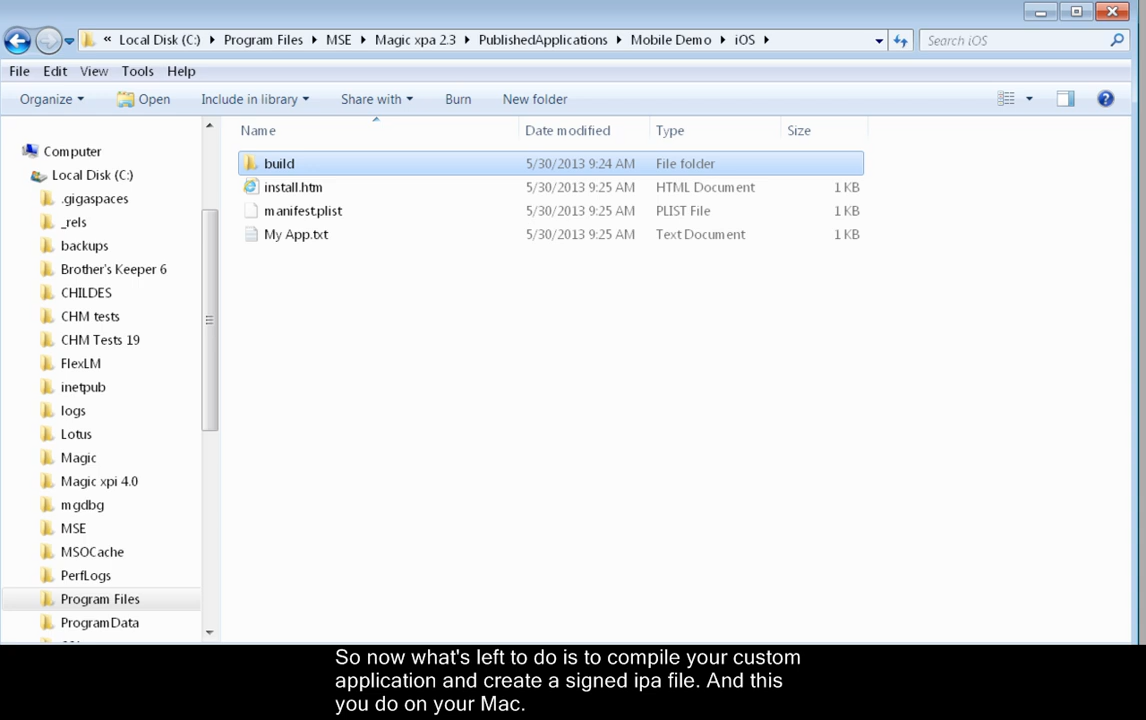 « Local Disk (C:) Program Files MSE Magic xpa 2.3 PublishedApplications Mobile Demo iOS Search iOS
File Edit View Tools Help
Organize Open Include in library Share with Burn New folder
Name Date modified Type Size
Computer
Local Disk (C:)
.gigaspaces
_rels
backups
Brother's Keeper 6
CHILDES
CHM tests
CHM Tests 19
FlexLM
inetpub
logs
Lotus
Magic
Magic xpi 4.0
mgdbg
MSE
MSOCache
PerfLogs
Program Files
ProgramData
build 5/30/2013 9:24 AM File folder
install.htm 5/30/2013 9:25 AM HTML Document 1 KB
manifest.plist 5/30/2013 9:25 AM PLIST File 1 KB
My App.txt 5/30/2013 9:25 AM Text Document 1 KB
So now what's left to do is to compile your custom
application and create a signed ipa file. And this
you do on your Mac.